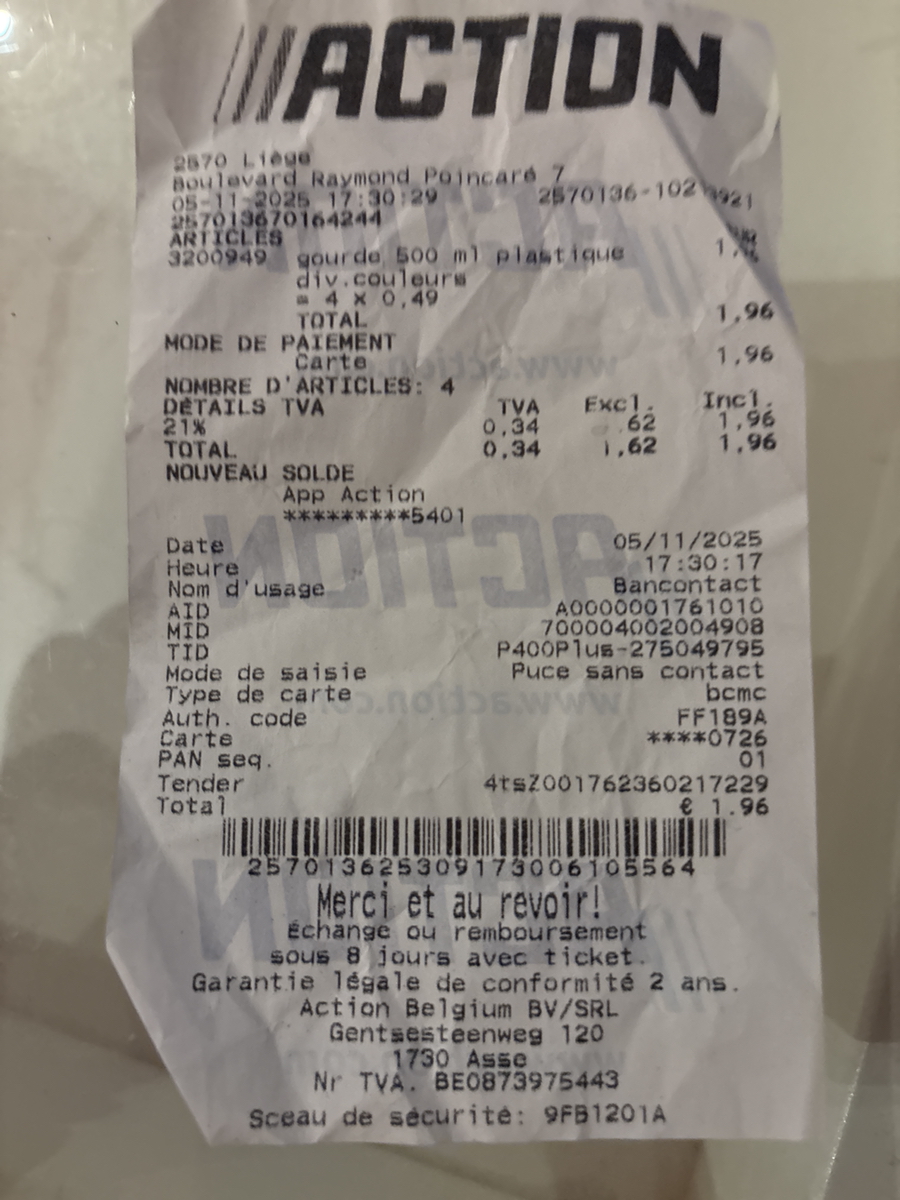 ///ACTION
2570 Liège
Boulevard Raymond Poincaré 7
05-11-2025 17:30:29 2570136-102
257013670164244
ARTICLES
3200949 gourde 500 ml plastique
div.couleurs
= 4 x 0,49
TOTAL 1,96
MODE DE PAIEMENT
Carte 1,96
NOMBRE D'ARTICLES: 4
DÉTAILS TVA TVA Excl. Incl.
21% 0,34 .62 1,96
TOTAL 0,34 1,62 1,96
NOUVEAU SOLDE
App Action
*********5401
Date 05/11/2025
Heure 17:30:17
Nom d'usage Bancontact
AID A0000001761010
MID 700004002004908
TID P400Plus-275049795
Mode de saisie Puce sans contact
Type de carte bcmc
Auth. code FF189A
Carte ****0726
PAN seq. 01
Tender 4tsZ001762360217229
Total € 1.96
257013625309173006105564
Merci et au revoir!
Échange ou remboursement
sous 8 jours avec ticket.
Garantie légale de conformité 2 ans.
Action Belgium BV/SRL
Gentsesteenweg 120
1730 Asse
Nr TVA. BE0873975443
Sceau de sécurité: 9FB1201A